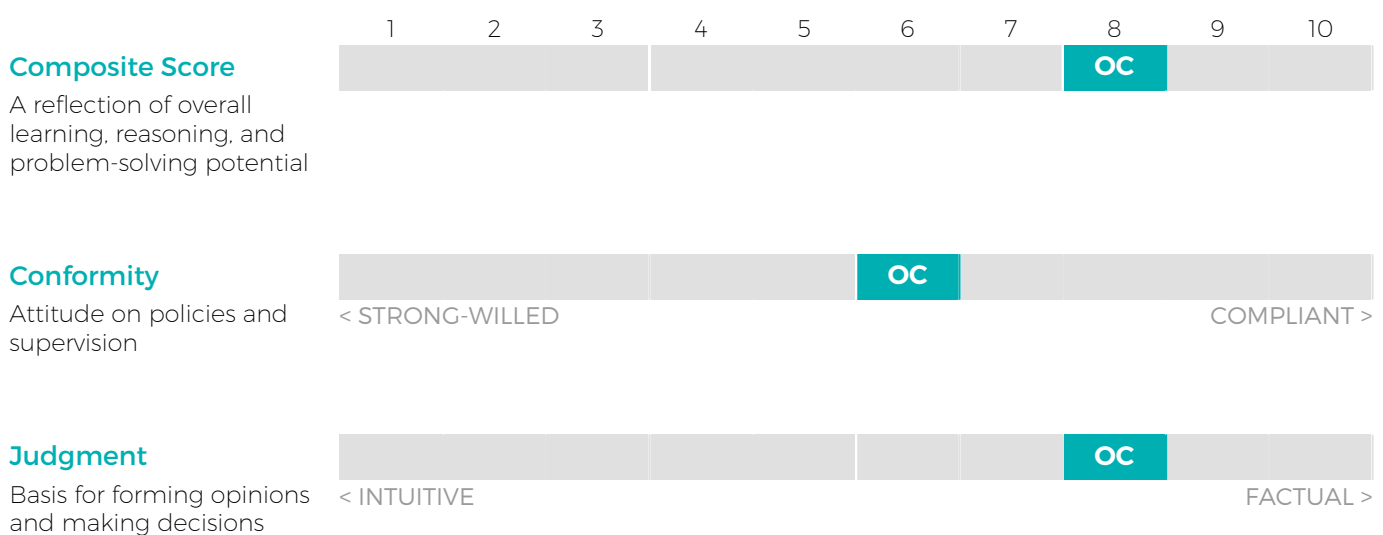 1 2 3 4 5 6 7 8 9 10
Composite Score
OC
A reflection of overall
learning, reasoning, and
problem-solving potential
Conformity
OC
Attitude on policies and
supervision
< STRONG-WILLED COMPLIANT >
Judgment
OC
Basis for forming opinions
and making decisions
< INTUITIVE FACTUAL >